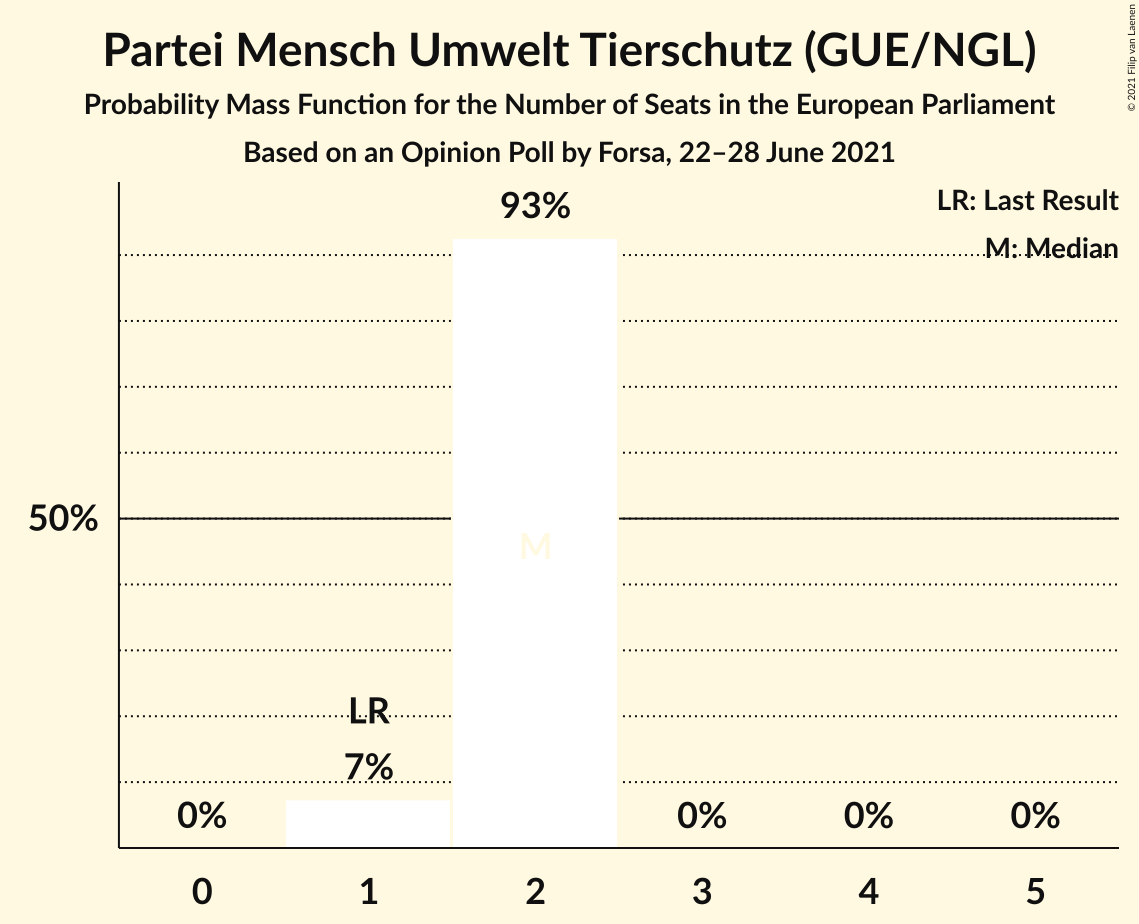 Partei Mensch Umwelt Tierschutz (GUE/NGL)
Probability Mass Function for the Number of Seats in the European Parliament
Based on an Opinion Poll by Forsa, 22–28 June 2021
© 2021 Filip van Laenen
LR: Last Result
M: Median
93%
50%
M
LR
7%
0%
0%
0%
0%
0 1 2 3 4 5